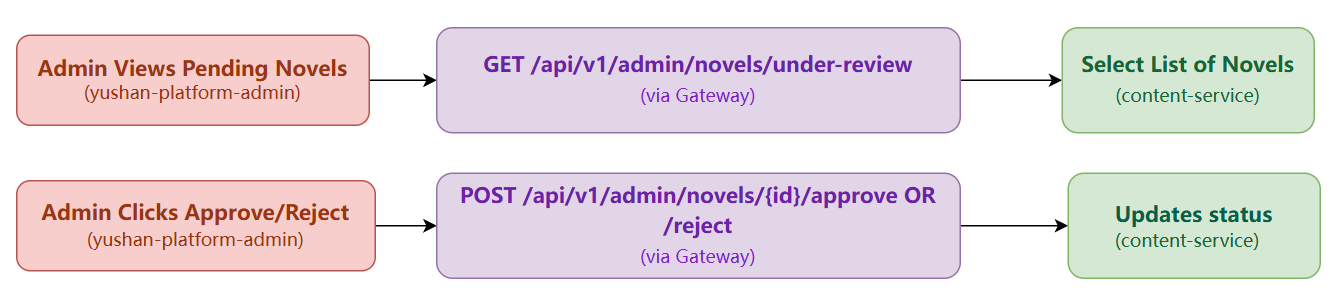 Admin Views Pending Novels
(yushan-platform-admin)
GET /api/v1/admin/novels/under-review
(via Gateway)
Select List of Novels
(content-service)
Admin Clicks Approve/Reject
(yushan-platform-admin)
POST /api/v1/admin/novels/{id}/approve OR
/reject
(via Gateway)
Updates status
(content-service)